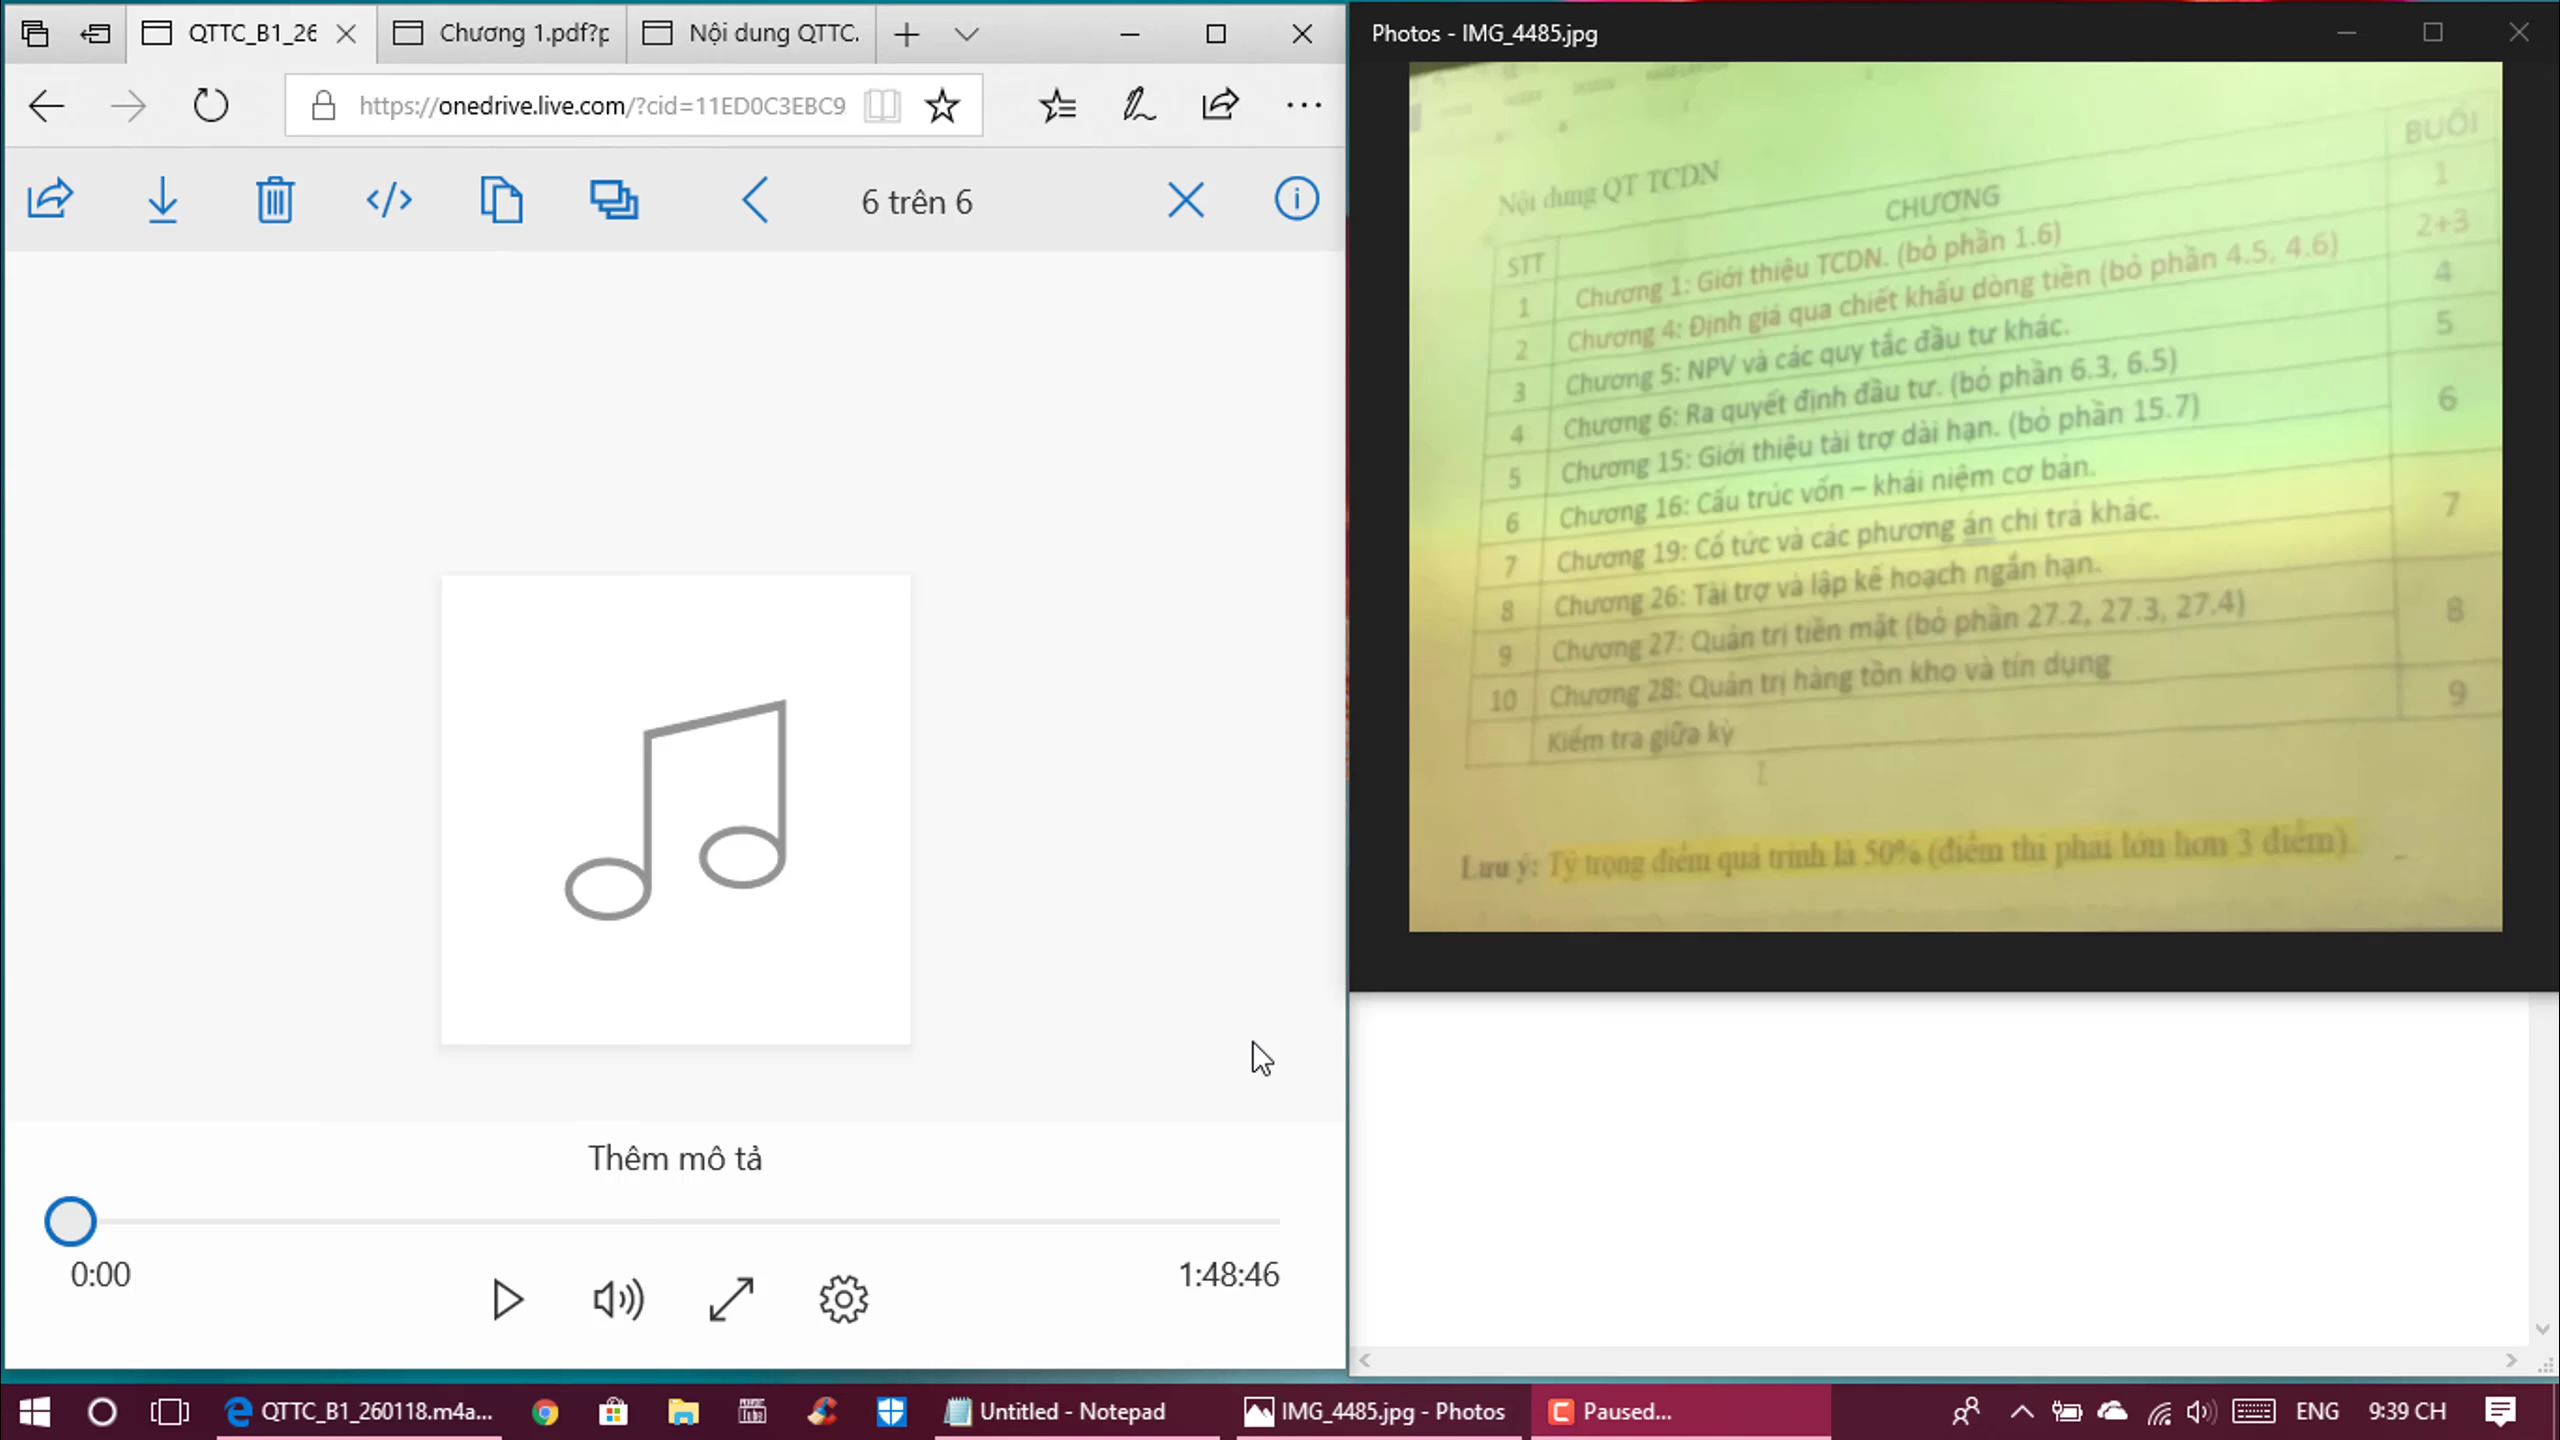 QTTC_B1_26
Chương 1.pdf?p
Nội dung QTTC.
https://onedrive.live.com/?cid=11ED0C3EBC9
6 trên 6
Thêm mô tả
0:00
1:48:46
Photos - IMG_4485.jpg
Nội dung QT TCDN
STT CHƯƠNG BUỔI
1 Chương 1: Giới thiệu TCDN. (bỏ phần 1.6) 1
2 Chương 4: Định giá qua chiết khấu dòng tiền (bỏ phần 4.5, 4.6) 2+3
3 Chương 5: NPV và các quy tắc đầu tư khác. 4
4 Chương 6: Ra quyết định đầu tư. (bỏ phần 6.3, 6.5) 5
5 Chương 15: Giới thiệu tài trợ dài hạn. (bỏ phần 15.7) 6
6 Chương 16: Cấu trúc vốn – khái niệm cơ bản.
7 Chương 19: Cổ tức và các phương án chi trả khác. 7
8 Chương 26: Tài trợ và lập kế hoạch ngắn hạn.
9 Chương 27: Quản trị tiền mặt (bỏ phần 27.2, 27.3, 27.4) 8
10 Chương 28: Quản trị hàng tồn kho và tín dụng
Kiểm tra giữa kỳ 9
Lưu ý: Tỷ trọng điểm quá trình là 50% (điểm thi phải lớn hơn 3 điểm).
QTTC_B1_260118.m4a...
Untitled - Notepad
IMG_4485.jpg - Photos
Paused...
ENG
9:39 CH